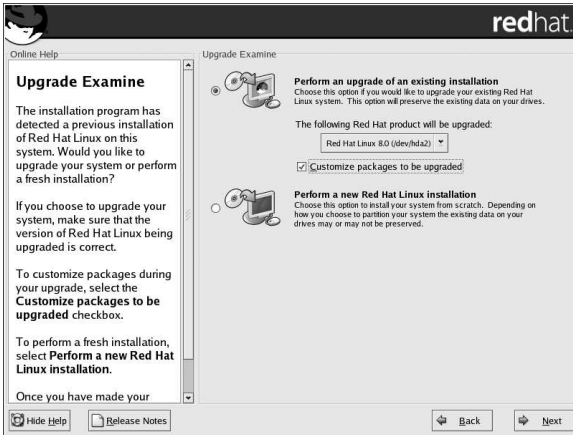 redhat.
Online Help
Upgrade Examine
The installation program has
detected a previous installation
of Red Hat Linux on this
system. Would you like to
upgrade your system or perform
a fresh installation?
If you choose to upgrade your
system, make sure that the
version of Red Hat Linux being
upgraded is correct.
To customize packages during
your upgrade, select the
Customize packages to be
upgraded checkbox.
To perform a fresh installation,
select Perform a new Red Hat
Linux installation.
Once you have made your
Upgrade Examine
Perform an upgrade of an existing installation
Choose this option if you would like to upgrade your existing Red Hat
Linux system. This option will preserve the existing data on your drives.
The following Red Hat product will be upgraded:
Red Hat Linux 8.0 (/dev/hda2)
Customize packages to be upgraded
Perform a new Red Hat Linux installation
Choose this option to install your system from scratch. Depending on
how you choose to partition your system the existing data on your
drives may or may not be preserved.
Hide Help
Release Notes
Back
Next